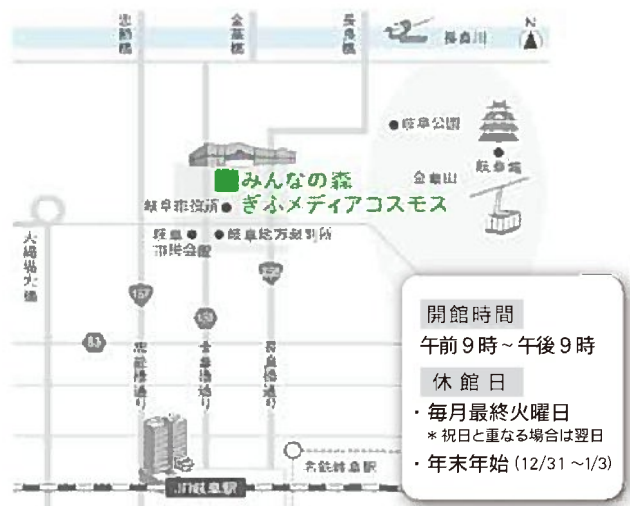 忠節橋
金華橋
長良橋
長良川
N
岐阜公園
岐阜城
金華山
みんなの森
ぎふメディアコスモス
岐阜市役所
岐阜
市民会館
岐阜地方裁判所
大縄場大橋
157
256
53
忠節橋通り
金華橋通り
長良橋通り
名鉄岐阜駅
JR岐阜駅
開館時間
午前9時~午後9時
休館日
・毎月最終火曜日
*祝日と重なる場合は翌日
・年末年始(12/31~1/3)